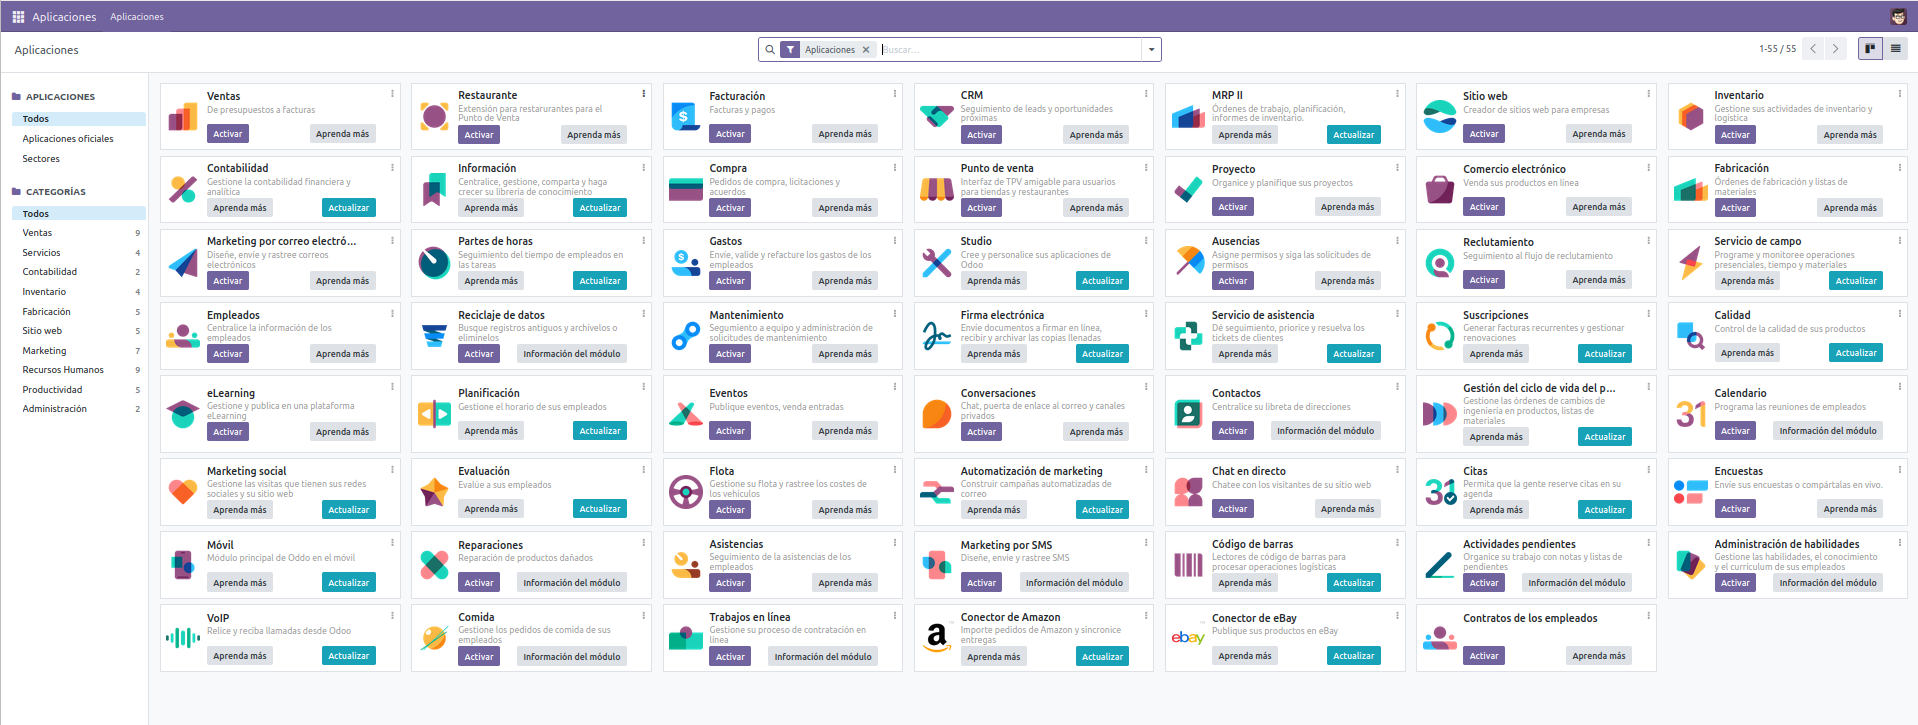 Aplicaciones Aplicaciones
Aplicaciones
Aplicaciones
Buscar...
1-55 / 55
APLICACIONES
Todos
Aplicaciones oficiales
Sectores
CATEGORÍAS
Todos
Ventas 9
Servicios 4
Contabilidad 2
Inventario 4
Fabricación 5
Sitio web 5
Marketing 7
Recursos Humanos 9
Productividad 5
Administración 2
Ventas
De presupuestos a facturas
Activar Aprenda más
Restaurante
Extensión para restarurantes para el
Punto de Venta
Activar Aprenda más
Facturación
Facturas y pagos
Activar Aprenda más
CRM
Seguimiento de leads y oportunidades
próximas
Activar Aprenda más
MRP II
Órdenes de trabajo, planificación,
informes de inventario.
Aprenda más Actualizar
Sitio web
Creador de sitios web para empresas
Activar Aprenda más
Inventario
Gestione sus actividades de inventario y
logística
Activar Aprenda más
Contabilidad
Gestione la contabilidad financiera y
analítica
Aprenda más Actualizar
Información
Centralice, gestione, comparta y haga
crecer su librería de conocimiento
Aprenda más Actualizar
Compra
Pedidos de compra, licitaciones y
acuerdos
Activar Aprenda más
Punto de venta
Interfaz de TPV amigable para usuarios
para tiendas y restaurantes
Activar Aprenda más
Proyecto
Organice y planifique sus proyectos
Activar Aprenda más
Comercio electrónico
Venda sus productos en línea
Activar Aprenda más
Fabricación
Órdenes de fabricación y listas de
materiales
Activar Aprenda más
Marketing por correo electró...
Diseñe, envíe y rastree correos
electrónicos
Activar Aprenda más
Partes de horas
Seguimiento del tiempo de empleados en
las tareas
Aprenda más Actualizar
Gastos
Envíe, valide y refacture los gastos de los
empleados
Activar Aprenda más
Studio
Cree y personalice sus aplicaciones de
Odoo
Aprenda más Actualizar
Ausencias
Asigne permisos y siga las solicitudes de
permisos
Activar Aprenda más
Reclutamiento
Seguimiento al flujo de reclutamiento
Activar Aprenda más
Servicio de campo
Programe y monitoree operaciones
presenciales, tiempo y materiales
Aprenda más Actualizar
Empleados
Centralice la información de los
empleados
Activar Aprenda más
Reciclaje de datos
Busque registros antiguos y archívelos o
elimínelos
Activar Información del módulo
Mantenimiento
Segumiento a equipo y administración de
solicitudes de mantenimiento
Activar Aprenda más
Firma electrónica
Envíe documentos a firmar en línea,
recibir y archivar las copias llenadas
Aprenda más Actualizar
Servicio de asistencia
Dé seguimiento, priorice y resuelva los
tickets de clientes
Aprenda más Actualizar
Suscripciones
Generar facturas recurrentes y gestionar
renovaciones
Aprenda más Actualizar
Calidad
Control de la calidad de sus productos
Aprenda más Actualizar
eLearning
Gestione y publica en una plataforma
eLearning
Activar Aprenda más
Planificación
Gestione el horario de sus empleados
Aprenda más Actualizar
Eventos
Publique eventos, venda entradas
Activar Aprenda más
Conversaciones
Chat, puerta de enlace al correo y canales
privados
Activar Aprenda más
Contactos
Centralice su libreta de direcciones
Activar Información del módulo
Gestión del ciclo de vida del p...
Gestione las órdenes de cambios de
ingeniería en productos, listas de
materiales
Aprenda más Actualizar
31
Calendario
Programa las reuniones de empleados
Activar Información del módulo
Marketing social
Gestione las visitas que tienen sus redes
sociales y su sitio web
Aprenda más Actualizar
Evaluación
Evalúe a sus empleados
Aprenda más Actualizar
Flota
Gestione su flota y rastree los costes de
los vehículos
Activar Aprenda más
Automatización de marketing
Construir campañas automatizadas de
correo
Aprenda más Actualizar
Chat en directo
Chatee con los visitantes de su sitio web
Activar Aprenda más
31
Citas
Permita que la gente reserve citas en su
agenda
Aprenda más Actualizar
Encuestas
Envíe sus encuestas o compártalas en vivo.
Activar Aprenda más
Móvil
Módulo principal de Oddo en el móvil
Aprenda más Actualizar
Reparaciones
Reparación de productos dañados
Activar Información del módulo
Asistencias
Seguimiento de la asistencias de los
empleados
Activar Aprenda más
Marketing por SMS
Diseñe, envíe y rastree SMS
Activar Información del módulo
Código de barras
Lectores de código de barras para
procesar operaciones logísticas
Aprenda más Actualizar
Actividades pendientes
Organice su trabajo con notas y listas de
pendientes
Activar Información del módulo
Administración de habilidades
Gestione las habilidades, el conocimiento
y el currículum de sus empleados
Activar Información del módulo
VoIP
Relice y reciba llamadas desde Odoo
Aprenda más Actualizar
Comida
Gestione los pedidos de comida de sus
empleados
Activar Información del módulo
Trabajos en línea
Gestione su proceso de contratación en
línea
Activar Información del módulo
a
Conector de Amazon
Importe pedidos de Amazon y sincronice
entregas
Aprenda más Actualizar
ebay
Conector de eBay
Publique sus productos en eBay
Aprenda más Actualizar
Contratos de los empleados
Activar Aprenda más